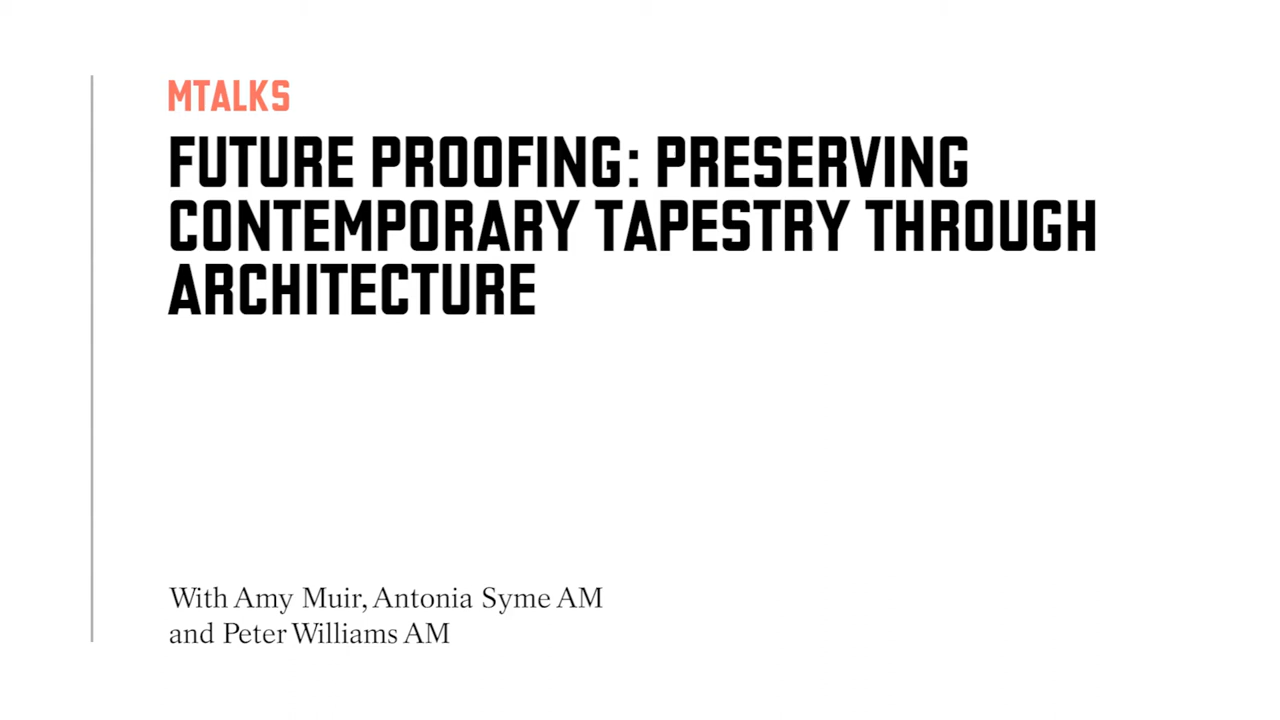 MTALKS
FUTURE PROOFING: PRESERVING
CONTEMPORARY TAPESTRY THROUGH
ARCHITECTURE
With Amy Muir, Antonia Syme AM
and Peter Williams AM